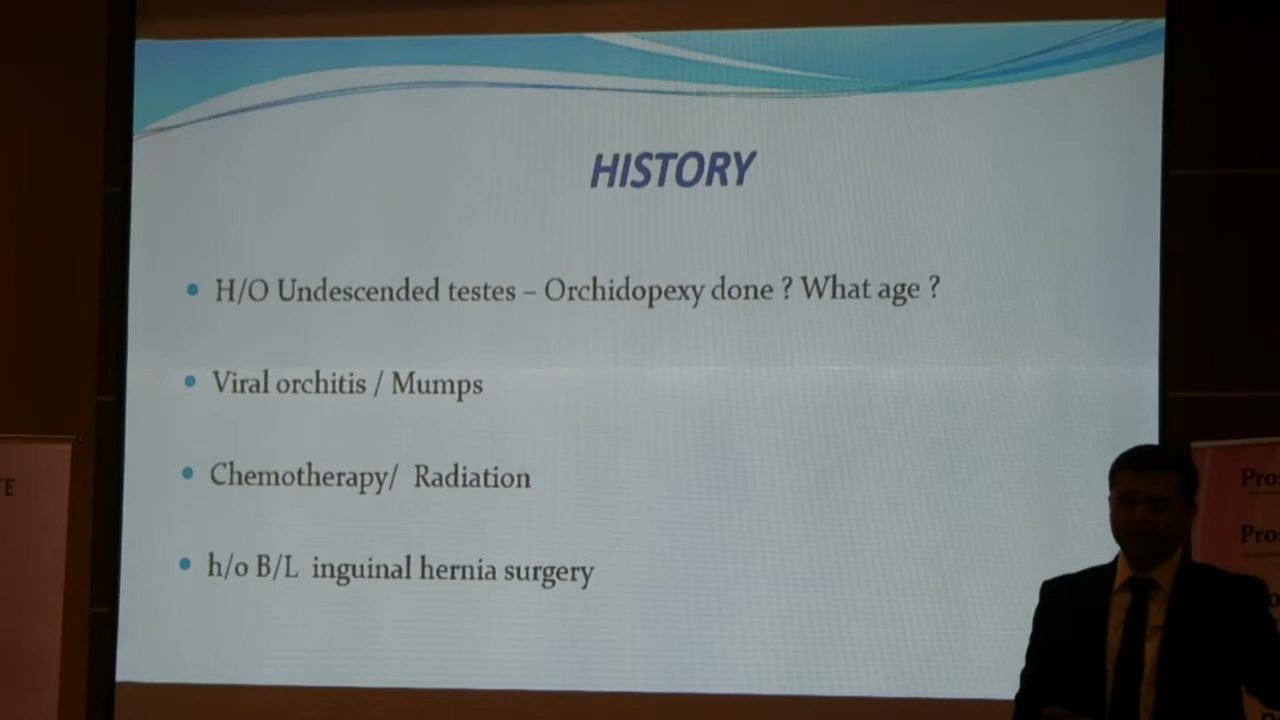 HISTORY
H/O Undescended testes – Orchidopexy done ? What age ?
Viral orchitis / Mumps
Chemotherapy/ Radiation
h/o B/L inguinal hernia surgery